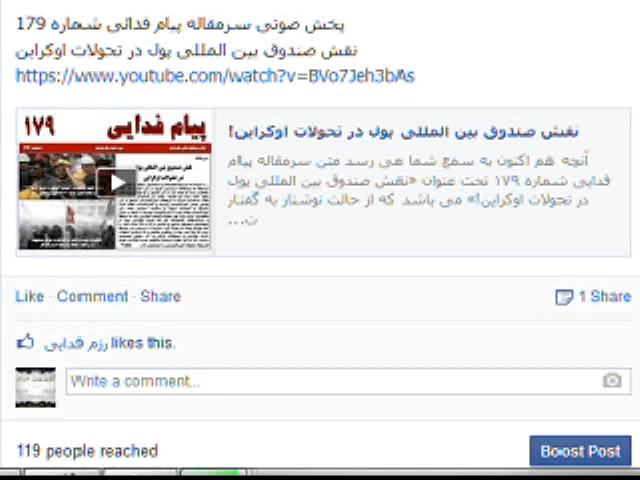 پخش صوتی سرمقاله پیام فدائی شماره 179
نقش صندوق بین المللی پول در تحولات اوکراین
https://www.youtube.com/watch?v=BVo7Jeh3bAs
پیام فدایی ۱۷۹
نقش صندوق بین المللی پول در تحولات اوکراین!
آنچه هم اکنون به سمع شما می رسد متن سرمقاله پیام
فدایی شماره ۱۷۹ تحت عنوان «نقش صندوق بین المللی پول
در تحولات اوکراین!» می باشد که از حالت نوشتار به گفتار
ت...
Like · Comment · Share
1 Share
رزم فدایی likes this.
Write a comment...
119 people reached
Boost Post